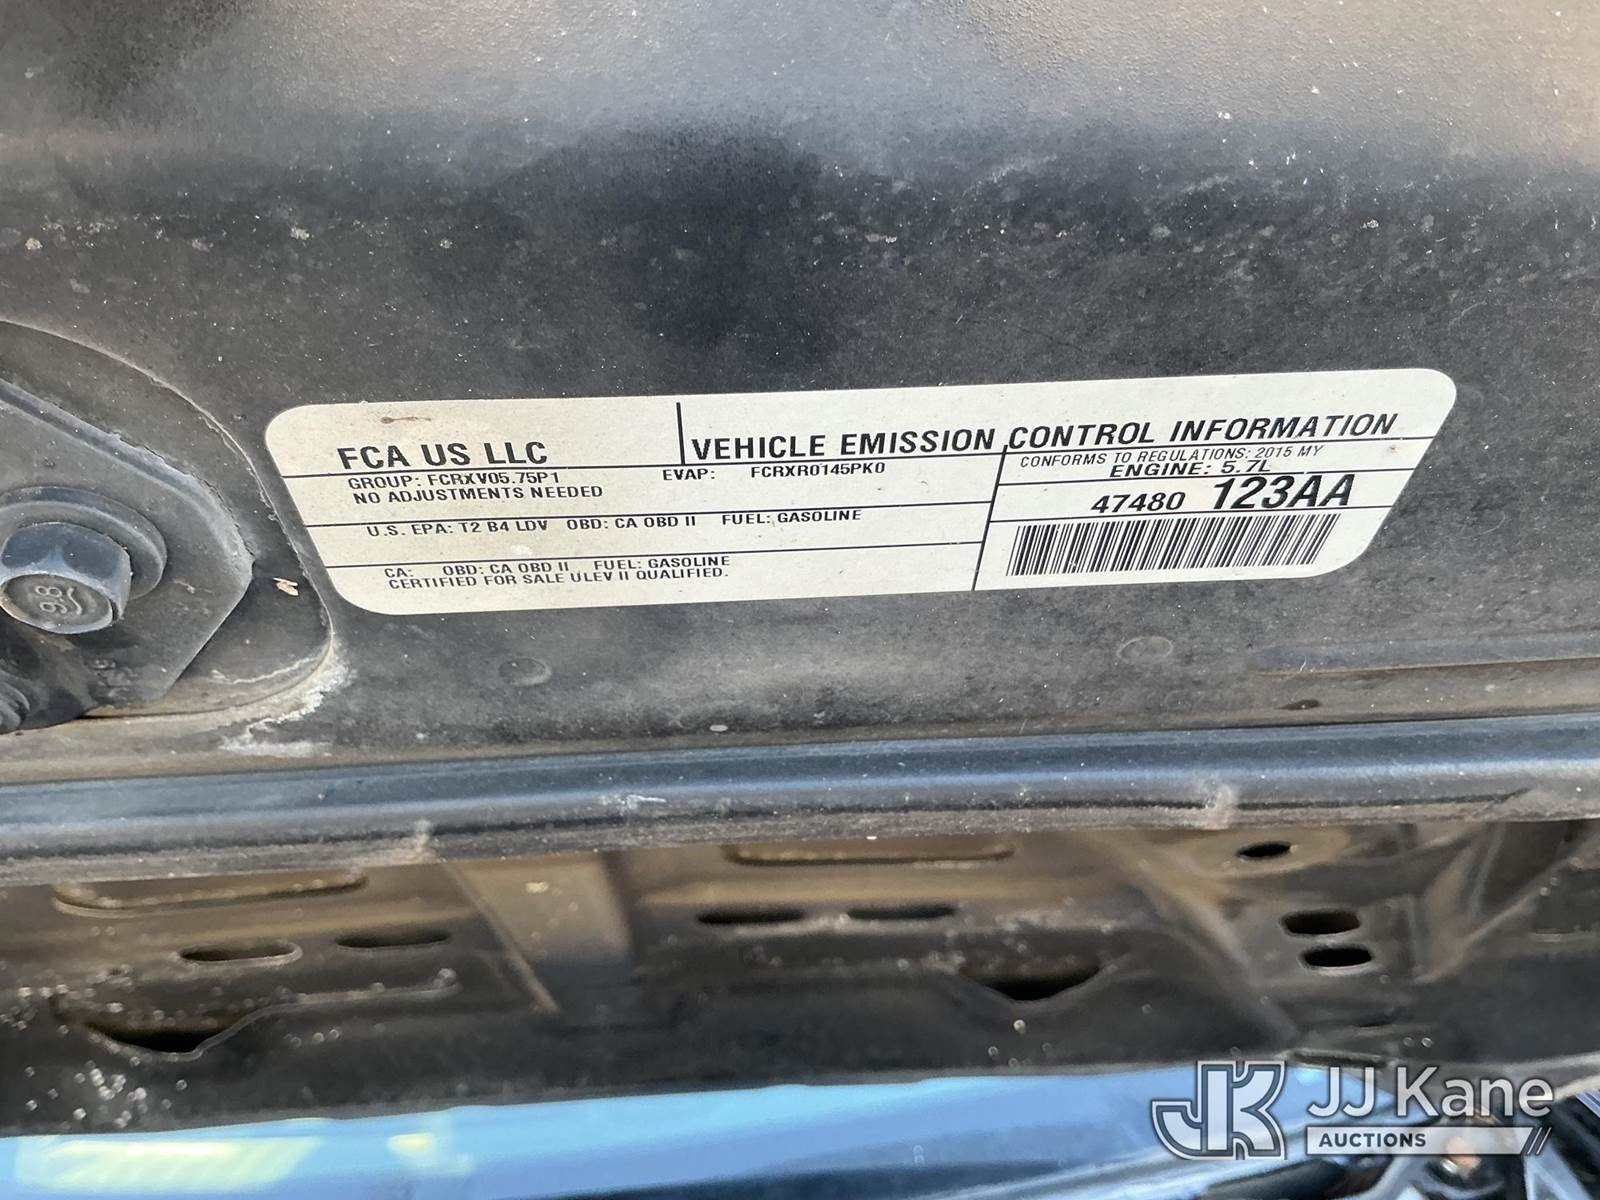 FCA US LLC
VEHICLE EMISSION CONTROL INFORMATION
GROUP: FCRXV05.75P1 EVAP: FCRXR0145PK0
NO ADJUSTMENTS NEEDED
CONFORMS TO REGULATIONS: 2015 MY
ENGINE: 5.7L
47480 123AA
U.S. EPA: T2 B4 LDV OBD: CA OBD II FUEL: GASOLINE
CA: OBD: CA OBD II FUEL: GASOLINE
CERTIFIED FOR SALE ULEV II QUALIFIED.
9.8
JJ Kane
AUCTIONS